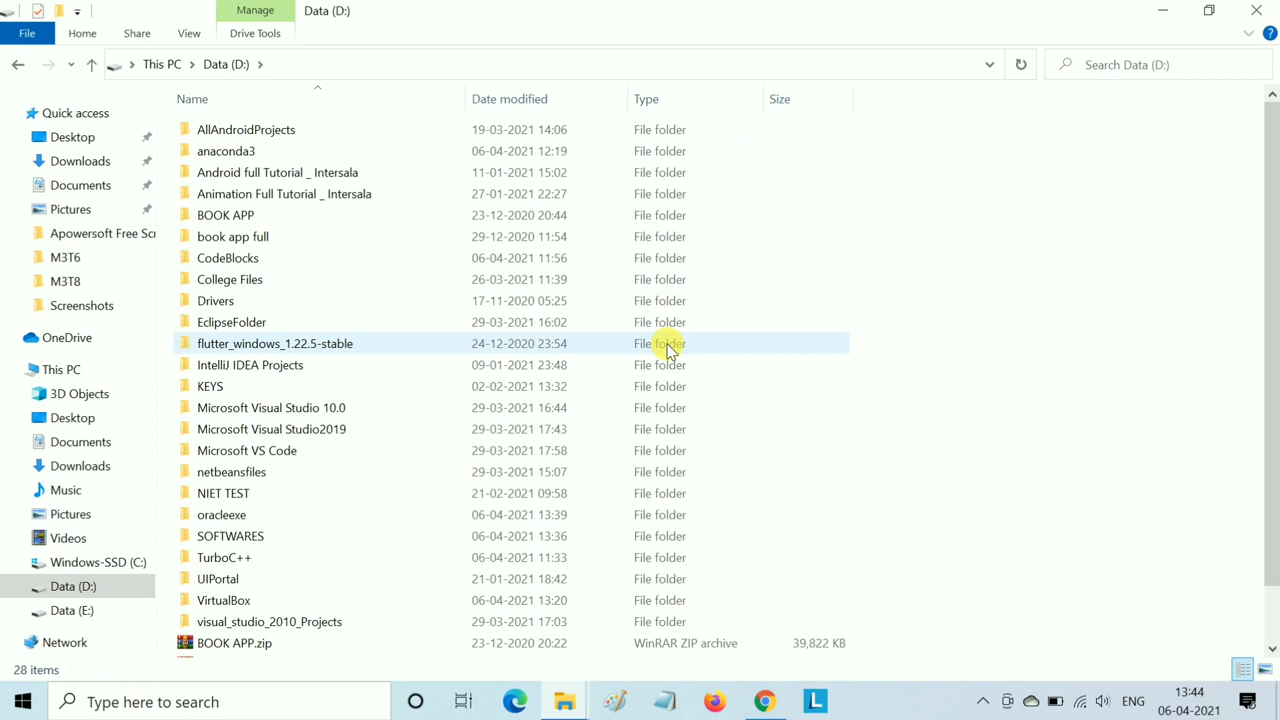 Manage
Data (D:)
File
Home
Share
View
Drive Tools
This PC
Data (D:)
Search Data (D:)
Name
Date modified
Type
Size
Quick access
Desktop
Downloads
Documents
Pictures
Apowersoft Free Scr
M3T6
M3T8
Screenshots
OneDrive
This PC
3D Objects
Desktop
Documents
Downloads
Music
Pictures
Videos
Windows-SSD (C:)
Data (D:)
Data (E:)
Network
AllAndroidProjects 19-03-2021 14:06 File folder
anaconda3 06-04-2021 12:19 File folder
Android full Tutorial _ Intersala 11-01-2021 15:02 File folder
Animation Full Tutorial _ Intersala 27-01-2021 22:27 File folder
BOOK APP 23-12-2020 20:44 File folder
book app full 29-12-2020 11:54 File folder
CodeBlocks 06-04-2021 11:56 File folder
College Files 26-03-2021 11:39 File folder
Drivers 17-11-2020 05:25 File folder
EclipseFolder 29-03-2021 16:02 File folder
flutter_windows_1.22.5-stable 24-12-2020 23:54 File folder
IntelliJ IDEA Projects 09-01-2021 23:48 File folder
KEYS 02-02-2021 13:32 File folder
Microsoft Visual Studio 10.0 29-03-2021 16:44 File folder
Microsoft Visual Studio2019 29-03-2021 17:43 File folder
Microsoft VS Code 29-03-2021 17:58 File folder
netbeansfiles 29-03-2021 15:07 File folder
NIET TEST 21-02-2021 09:58 File folder
oracleexe 06-04-2021 13:39 File folder
SOFTWARES 06-04-2021 13:36 File folder
TurboC++ 06-04-2021 11:33 File folder
UIPortal 21-01-2021 18:42 File folder
VirtualBox 06-04-2021 13:20 File folder
visual_studio_2010_Projects 29-03-2021 17:03 File folder
BOOK APP.zip 23-12-2020 20:22 WinRAR ZIP archive 39,822 KB
28 items
Type here to search
ENG
13:44
06-04-2021